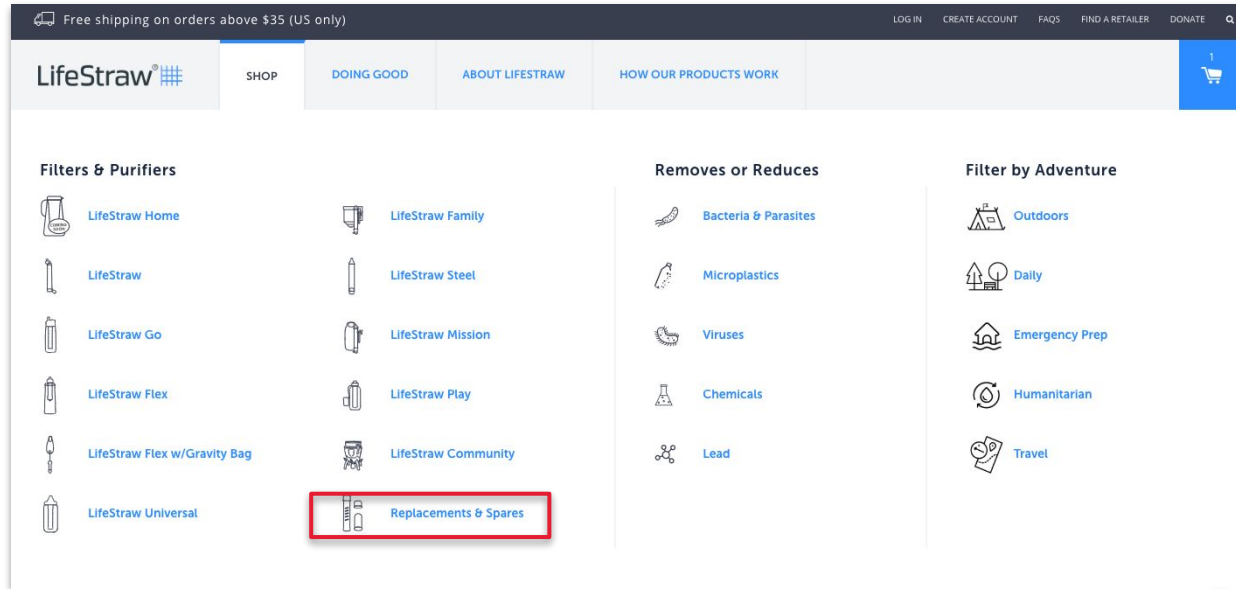 Free shipping on orders above $35 (US only)
LOG IN CREATE ACCOUNT FAQS FIND A RETAILER DONATE
LifeStraw®
SHOP
DOING GOOD
ABOUT LIFESTRAW
HOW OUR PRODUCTS WORK
1
Filters & Purifiers
LifeStraw Home
LifeStraw
LifeStraw Go
LifeStraw Flex
LifeStraw Flex w/Gravity Bag
LifeStraw Universal
LifeStraw Family
LifeStraw Steel
LifeStraw Mission
LifeStraw Play
LifeStraw Community
Replacements & Spares
Removes or Reduces
Bacteria & Parasites
Microplastics
Viruses
Chemicals
Lead
Filter by Adventure
Outdoors
Daily
Emergency Prep
Humanitarian
Travel